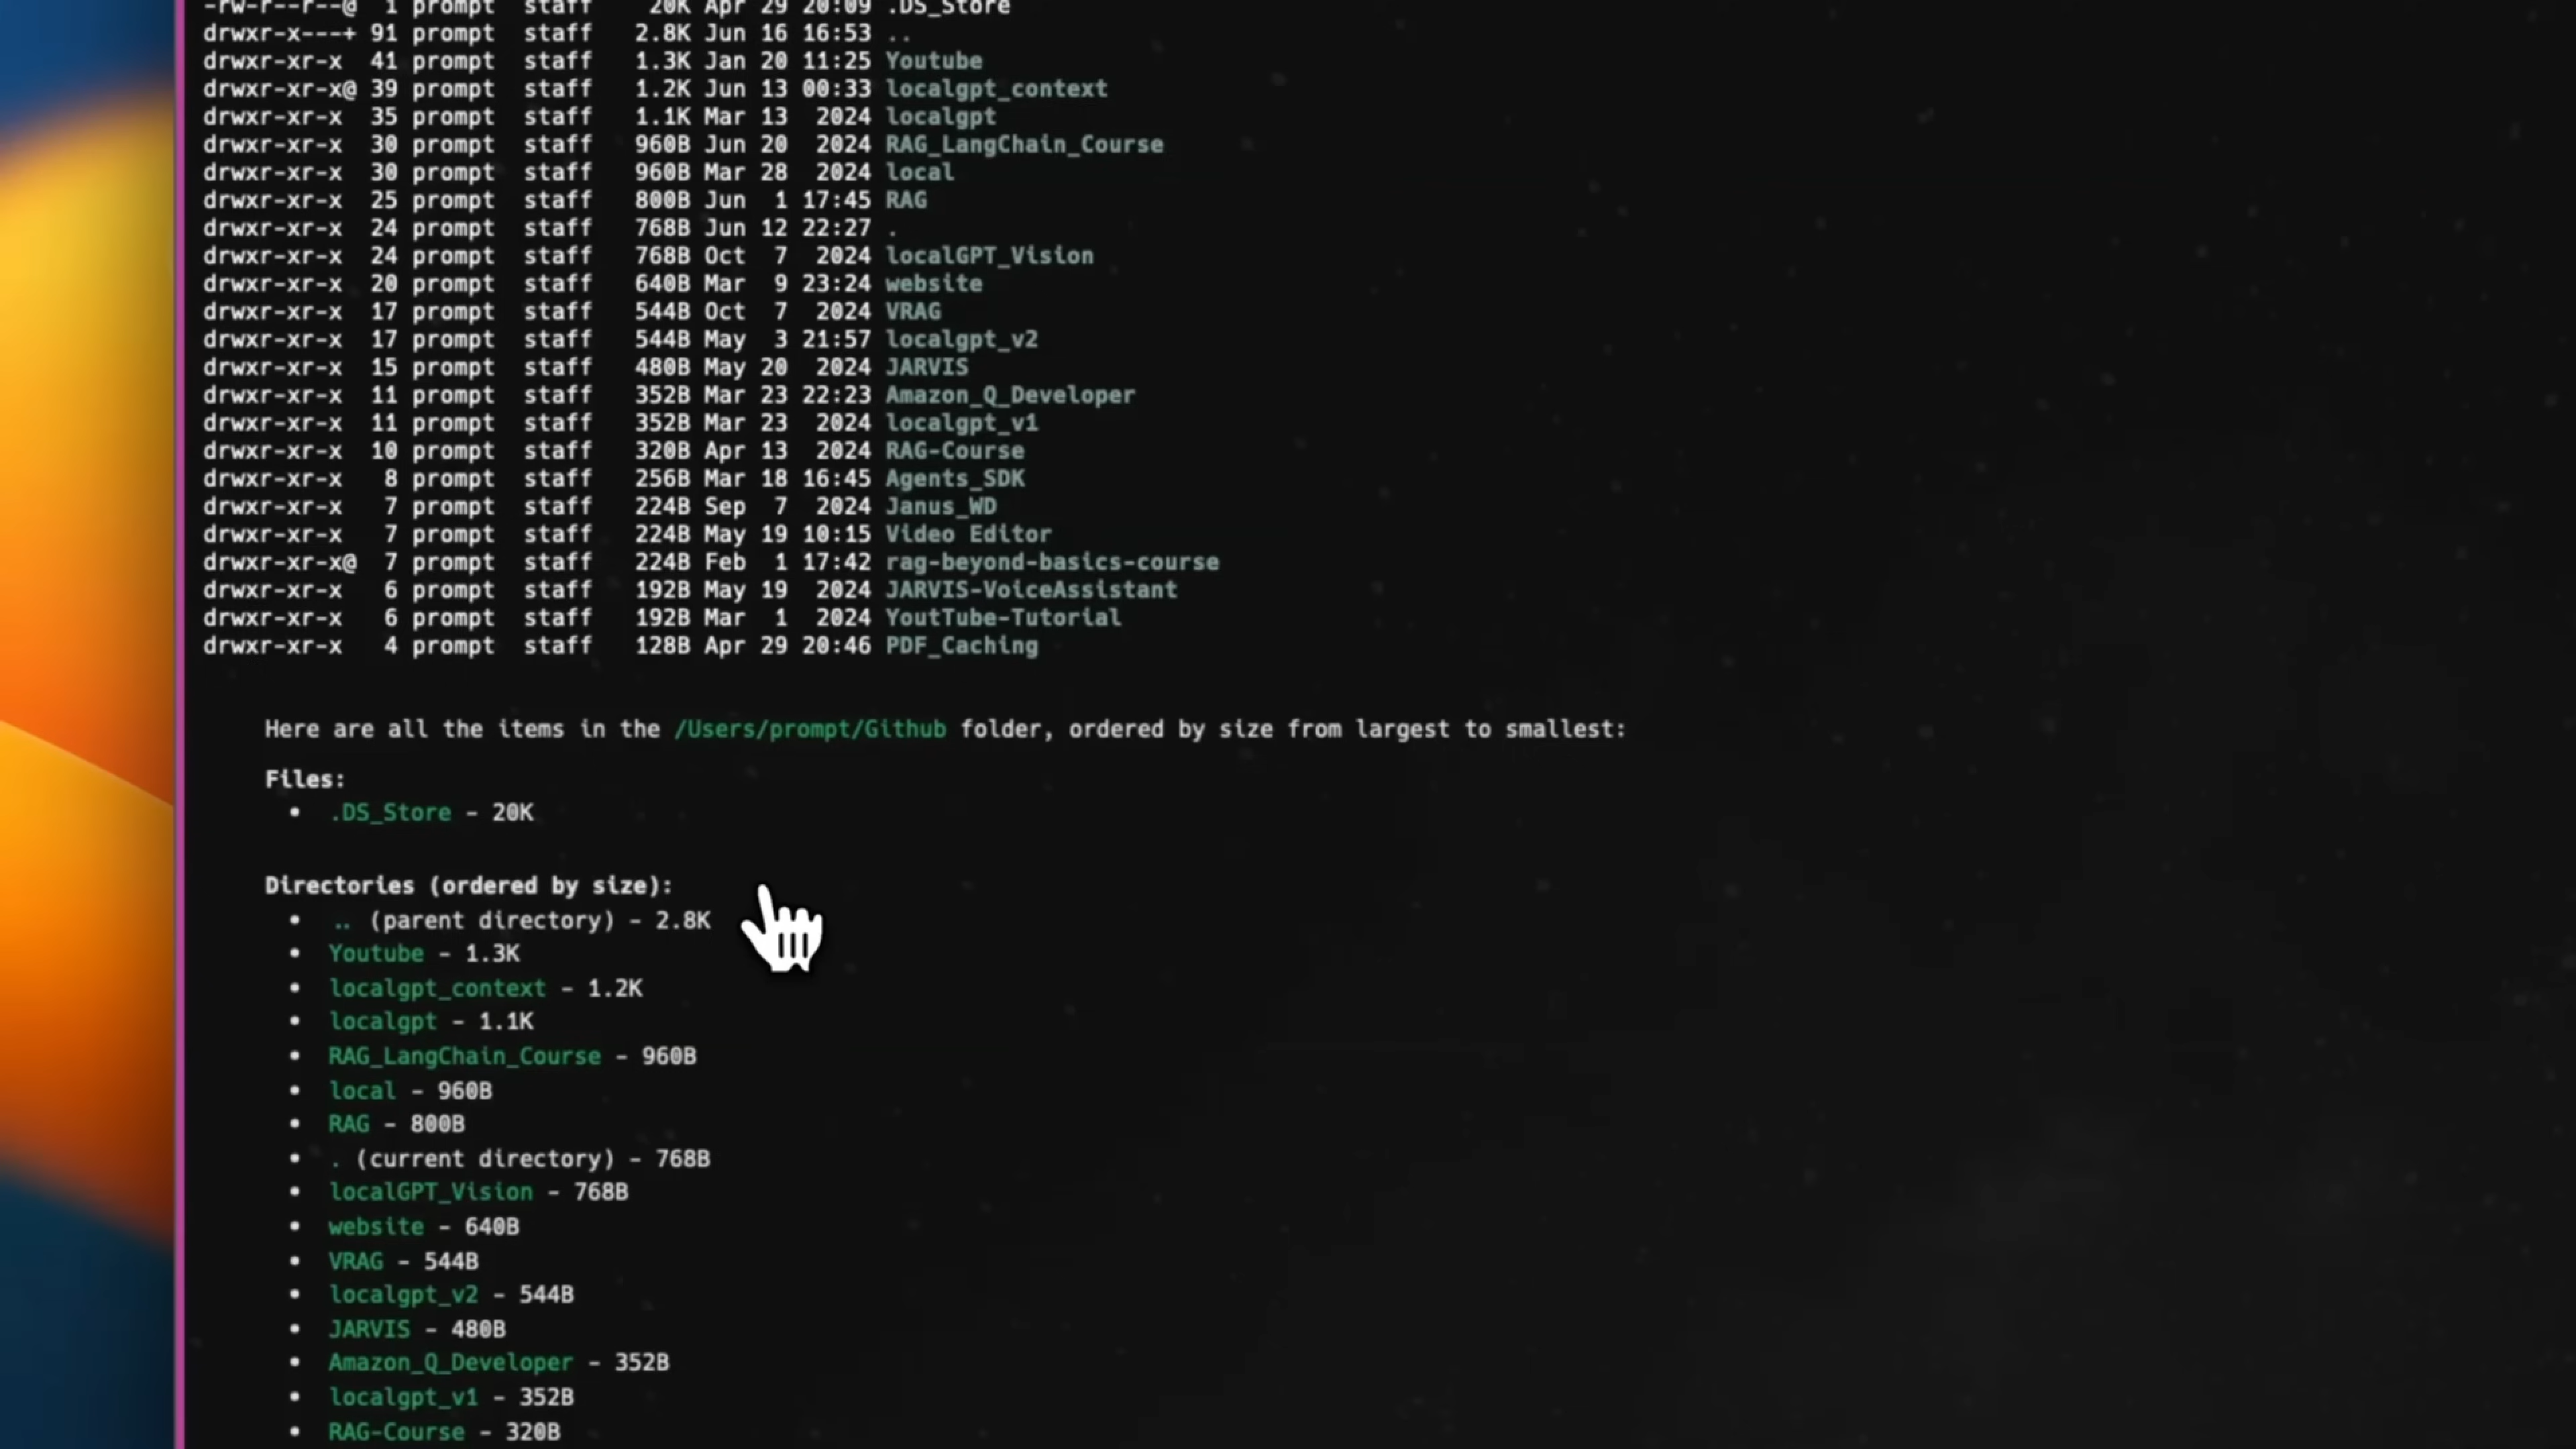 -rw-r--r--@ 1 prompt staff 20K Apr 29 20:09 .DS_Store
drwxr-x---+ 91 prompt staff 2.8K Jun 16 16:53 ..
drwxr-xr-x 41 prompt staff 1.3K Jan 20 11:25 Youtube
drwxr-xr-x@ 39 prompt staff 1.2K Jun 13 00:33 localgpt_context
drwxr-xr-x 35 prompt staff 1.1K Mar 13 2024 localgpt
drwxr-xr-x 30 prompt staff 960B Jun 20 2024 RAG_LangChain_Course
drwxr-xr-x 30 prompt staff 960B Mar 28 2024 local
drwxr-xr-x 25 prompt staff 800B Jun 1 17:45 RAG
drwxr-xr-x 24 prompt staff 768B Jun 12 22:27 .
drwxr-xr-x 24 prompt staff 768B Oct 7 2024 localGPT_Vision
drwxr-xr-x 20 prompt staff 640B Mar 9 23:24 website
drwxr-xr-x 17 prompt staff 544B Oct 7 2024 VRAG
drwxr-xr-x 17 prompt staff 544B May 3 21:57 localgpt_v2
drwxr-xr-x 15 prompt staff 480B May 20 2024 JARVIS
drwxr-xr-x 11 prompt staff 352B Mar 23 22:23 Amazon_Q_Developer
drwxr-xr-x 11 prompt staff 352B Mar 23 2024 localgpt_v1
drwxr-xr-x 10 prompt staff 320B Apr 13 2024 RAG-Course
drwxr-xr-x 8 prompt staff 256B Mar 18 16:45 Agents_SDK
drwxr-xr-x 7 prompt staff 224B Sep 7 2024 Janus_WD
drwxr-xr-x 7 prompt staff 224B May 19 10:15 Video Editor
drwxr-xr-x@ 7 prompt staff 224B Feb 1 17:42 rag-beyond-basics-course
drwxr-xr-x 6 prompt staff 192B May 19 2024 JARVIS-VoiceAssistant
drwxr-xr-x 6 prompt staff 192B Mar 1 2024 YoutTube-Tutorial
drwxr-xr-x 4 prompt staff 128B Apr 29 20:46 PDF_Caching
Here are all the items in the /Users/prompt/Github folder, ordered by size from largest to smallest:
Files:
• .DS_Store – 20K
Directories (ordered by size):
• .. (parent directory) – 2.8K
• Youtube – 1.3K
• localgpt_context – 1.2K
• localgpt – 1.1K
• RAG_LangChain_Course – 960B
• local – 960B
• RAG – 800B
• . (current directory) – 768B
• localGPT_Vision – 768B
• website – 640B
• VRAG – 544B
• localgpt_v2 – 544B
• JARVIS – 480B
• Amazon_Q_Developer – 352B
• localgpt_v1 – 352B
• RAG-Course – 320B